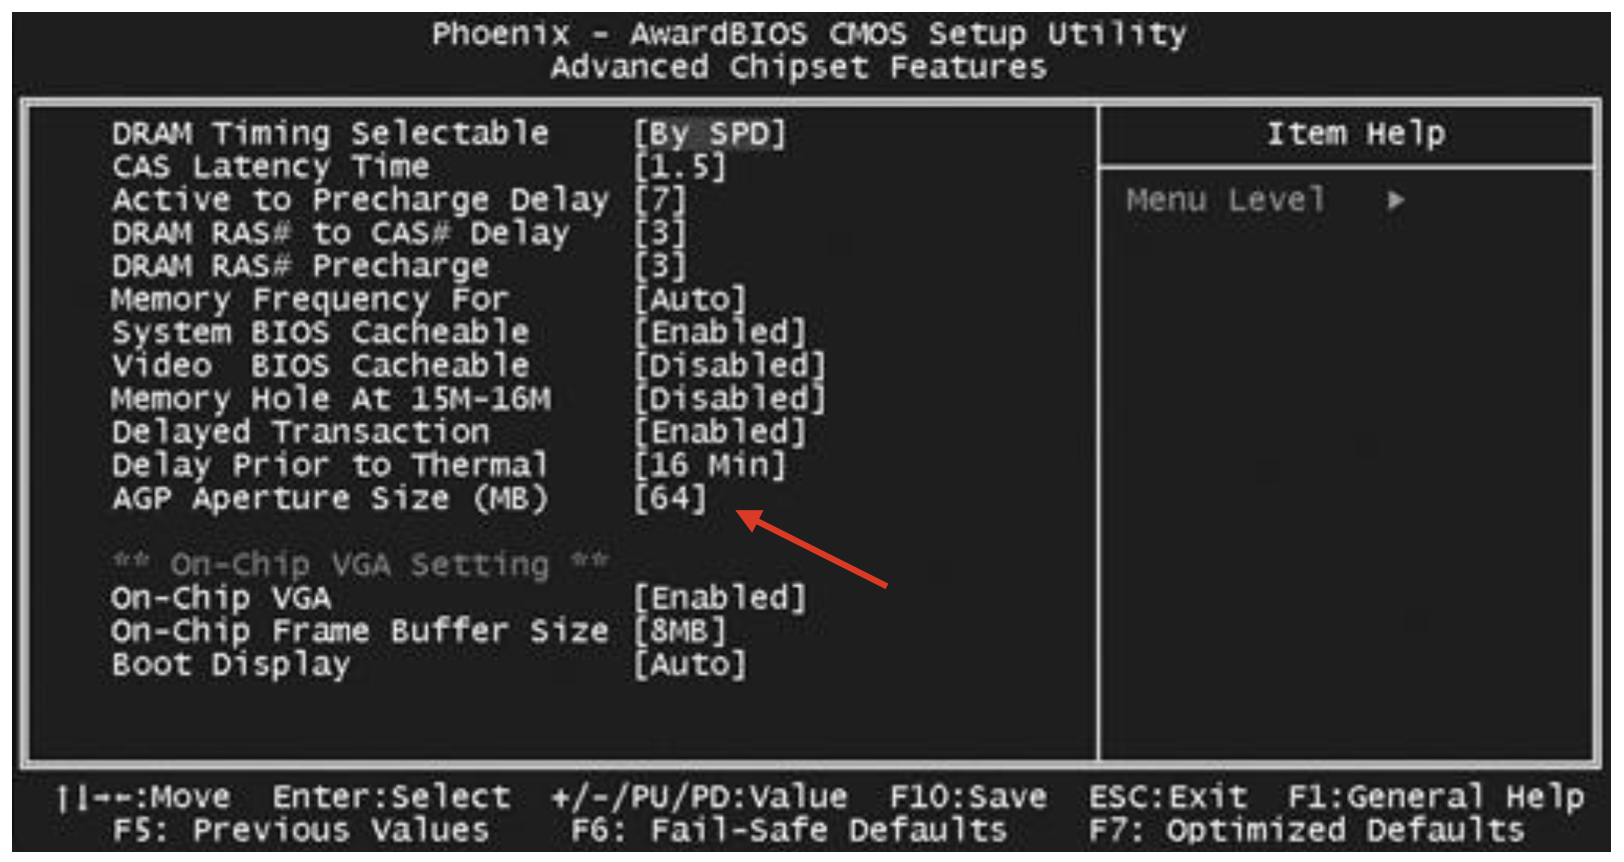 Phoenix - AwardBIOS CMOS Setup Utility
Advanced Chipset Features
DRAM Timing Selectable [By SPD]
CAS Latency Time [1.5]
Active to Precharge Delay [7]
DRAM RAS# to CAS# Delay [3]
DRAM RAS# Precharge [3]
Memory Frequency For [Auto]
System BIOS Cacheable [Enabled]
Video BIOS Cacheable [Disabled]
Memory Hole At 15M-16M [Disabled]
Delayed Transaction [Enabled]
Delay Prior to Thermal [16 Min]
AGP Aperture Size (MB) [64]
** On-Chip VGA Setting **
On-Chip VGA [Enabled]
On-Chip Frame Buffer Size [8MB]
Boot Display [Auto]
Item Help
Menu Level ▶
↑↓→←:Move Enter:Select +/-/PU/PD:Value F10:Save ESC:Exit F1:General Help
F5: Previous Values F6: Fail-Safe Defaults F7: Optimized Defaults